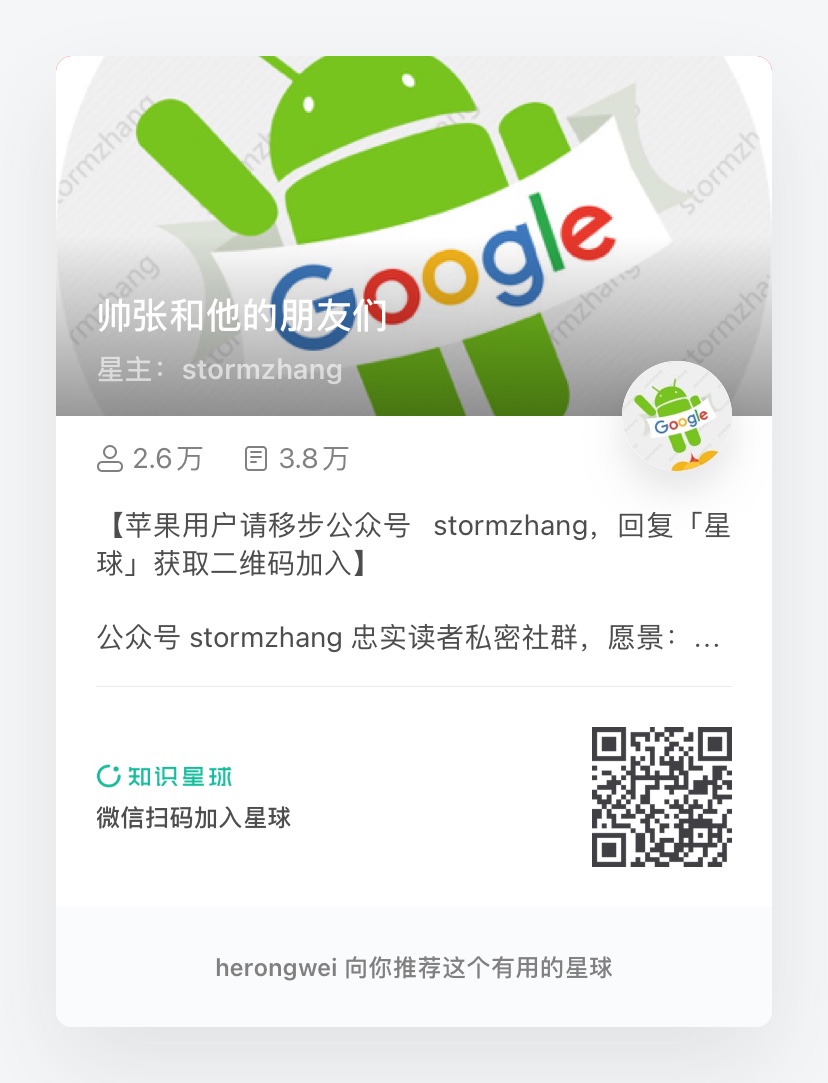 stormzhang
stormzhang
Google
帅张和他的朋友们
星主：stormzhang
Google
2.6万 3.8万
【苹果用户请移步公众号 stormzhang，回复「星
球」获取二维码加入】
公众号 stormzhang 忠实读者私密社群，愿景：...
知识星球
微信扫码加入星球
herongwei 向你推荐这个有用的星球